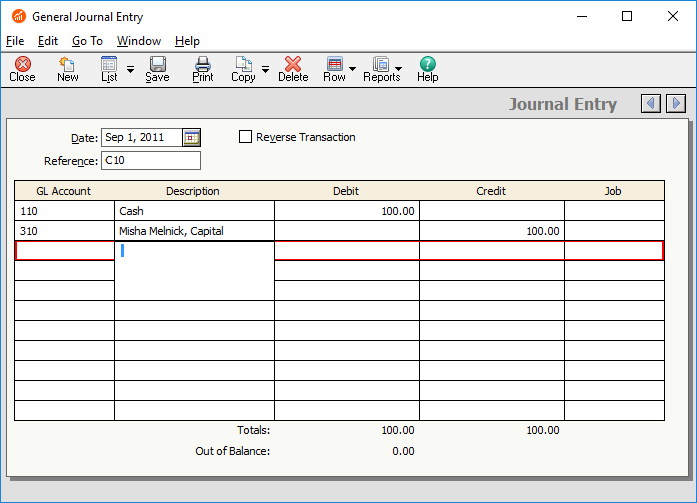 General Journal Entry
File Edit Go To Window Help
Close New List Save Print Copy Delete Row Reports Help
Journal Entry
Date: Sep 1, 2011 Reverse Transaction
Reference: C10
GL Account Description Debit Credit Job
110 Cash 100.00
310 Misha Melnick, Capital 100.00
Totals: 100.00 100.00
Out of Balance: 0.00